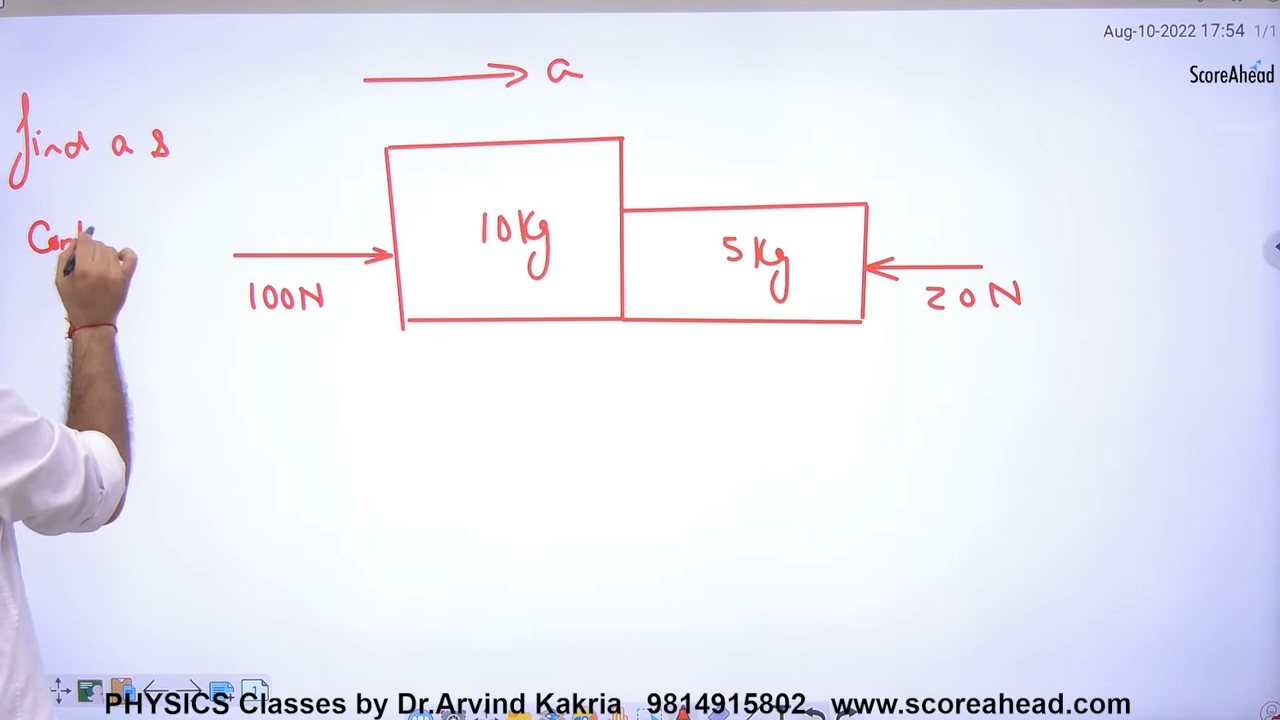 Aug-10-2022 17:54 1/1
ScoreAhead
a
find a &
10Kg
5Kg
100N
20N
PHYSICS Classes by Dr.Arvind Kakria 9814915802, www.scoreahead.com